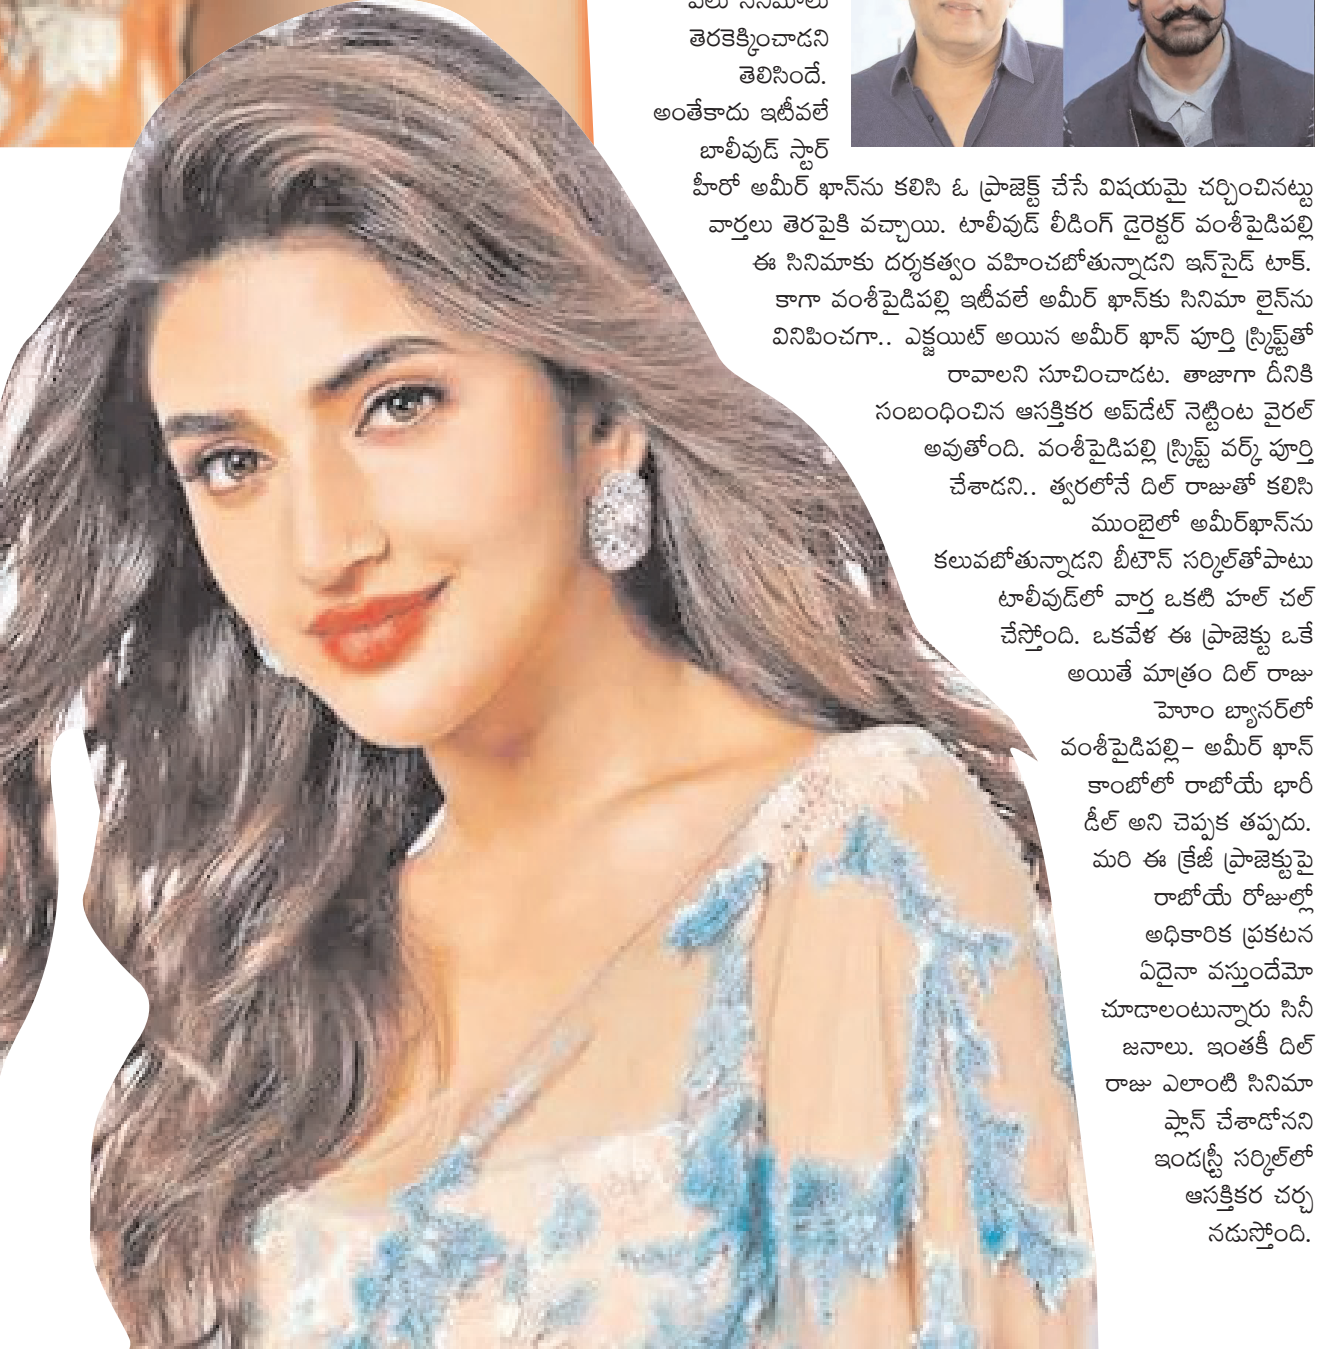 సినిమాలు
తెరకెక్కించాడని
తెలిసిందే.
అంతేకాదు ఇటీవలే
బాలీవుడ్ స్టార్
హీరో అమీర్ ఖాన్‌ను కలిసి ఓ ప్రాజెక్ట్ చేసే విషయమై చర్చించినట్టు
వార్తలు తెరపైకి వచ్చాయి. టాలీవుడ్ లీడింగ్ డైరెక్టర్ వంశీపైడిపల్లి
ఈ సినిమాకు దర్శకత్వం వహించబోతున్నాడని ఇన్‌సైడ్ టాక్.
కాగా వంశీపైడిపల్లి ఇటీవలే అమీర్ ఖాన్‌కు సినిమా లైన్‌ను
వినిపించగా.. ఎక్జయిట్ అయిన అమీర్ ఖాన్ పూర్తి స్క్రిప్ట్‌తో
రావాలని సూచించాడట. తాజాగా దీనికి
సంబంధించిన ఆసక్తికర అప్‌డేట్ నెట్టింట వైరల్
అవుతోంది. వంశీపైడిపల్లి స్క్రిప్ట్ వర్క్ పూర్తి
చేశాడని.. త్వరలోనే దిల్ రాజుతో కలిసి
ముంబైలో అమీర్‌ఖాన్‌ను
కలువబోతున్నాడని బీటౌన్ సర్కిల్‌తోపాటు
టాలీవుడ్‌లో వార్త ఒకటి హల్ చల్
చేస్తోంది. ఒకవేళ ఈ ప్రాజెక్టు ఒకే
అయితే మాత్రం దిల్ రాజు
హెూం బ్యానర్‌లో
వంశీపైడిపల్లి– అమీర్ ఖాన్
కాంబోలో రాబోయే భారీ
డీల్ అని చెప్పక తప్పదు.
మరి ఈ క్రేజీ ప్రాజెక్టుపై
రాబోయే రోజుల్లో
అధికారిక ప్రకటన
ఏదైనా వస్తుందేమో
చూడాలంటున్నారు సినీ
జనాలు. ఇంతకీ దిల్
రాజు ఎలాంటి సినిమా
ప్లాన్ చేశాడోనని
ఇండస్ట్రీ సర్కిల్‌లో
ఆసక్తికర చర్చ
నడుస్తోంది.